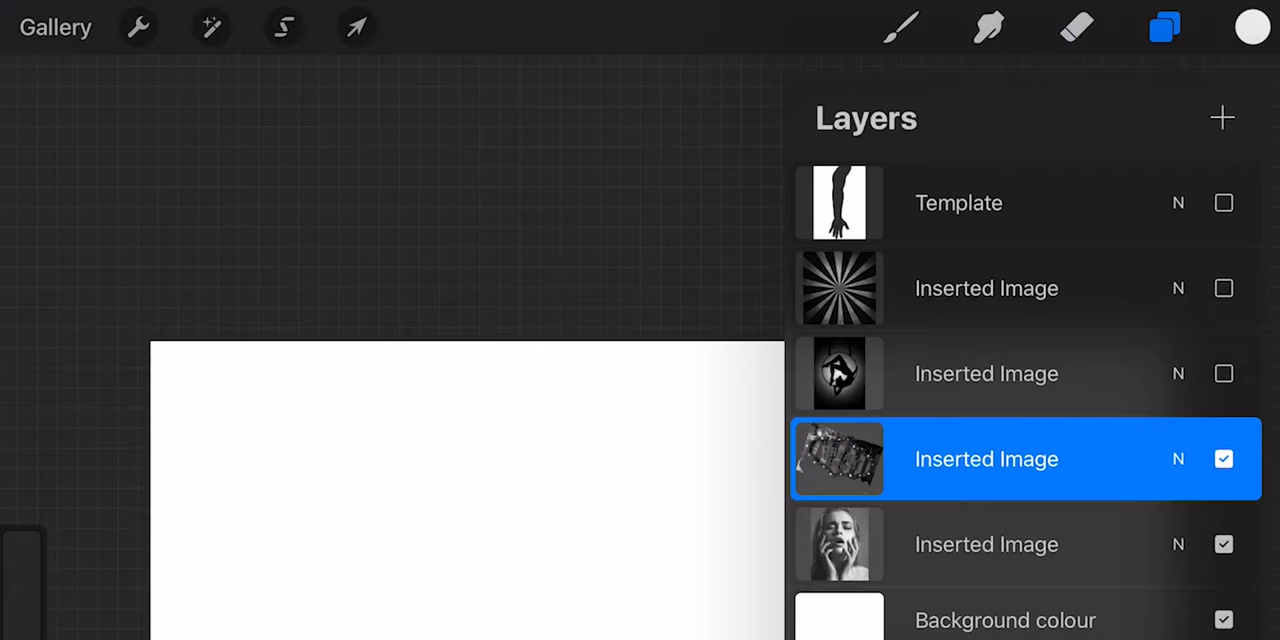 Gallery
Layers
Template N
Inserted Image N
Inserted Image N
Inserted Image N
Inserted Image N
Background colour